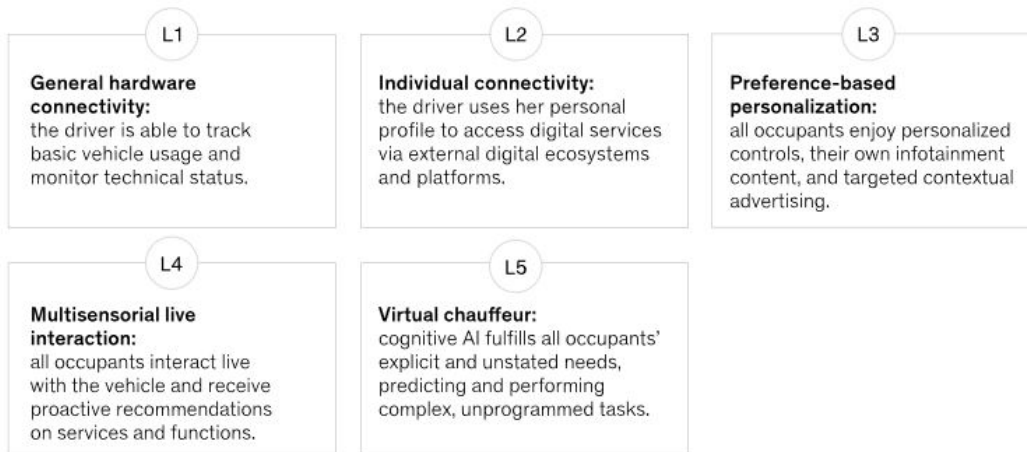 L1
General hardware
connectivity:
the driver is able to track
basic vehicle usage and
monitor technical status.
L2
Individual connectivity:
the driver uses her personal
profile to access digital services
via external digital ecosystems
and platforms.
L3
Preference-based
personalization:
all occupants enjoy personalized
controls, their own infotainment
content, and targeted contextual
advertising.
L4
Multisensorial live
interaction:
all occupants interact live
with the vehicle and receive
proactive recommendations
on services and functions.
L5
Virtual chauffeur:
cognitive AI fulfills all occupants’
explicit and unstated needs,
predicting and performing
complex, unprogrammed tasks.